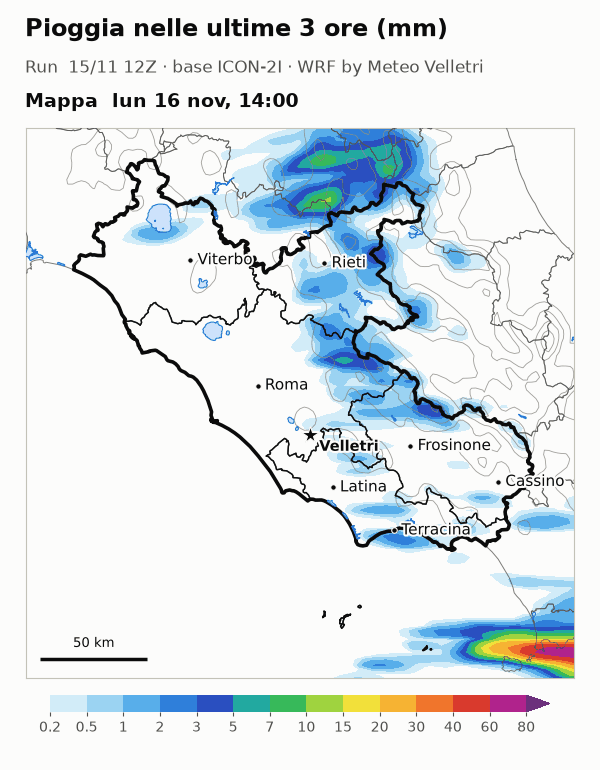 Pioggia nelle ultime 3 ore (mm)
Run  15/11 12Z · base ICON-2I · WRF by Meteo Velletri
Mappa  lun 16 nov, 14:00
Viterbo
Rieti
Roma
Velletri
Frosinone
Latina
Cassino
Terracina
50 km
0.2 0.5 1 2 3 5 7 10 15 20 30 40 60 80